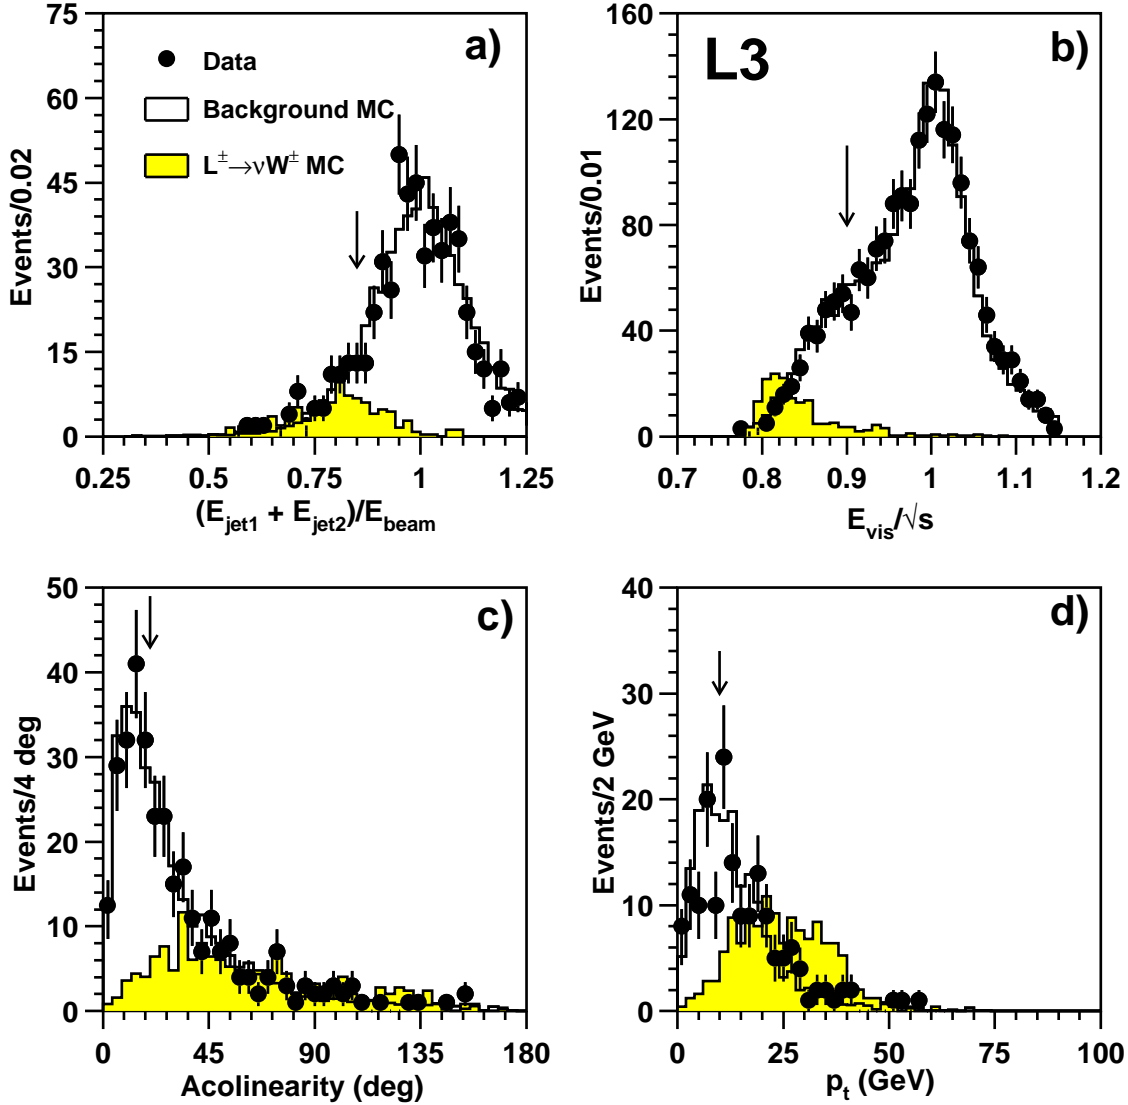 a)
75
60
45
30
15
0
Events/0.02
Data
Background MC
L± → νW± MC
0.25 0.5 0.75 1 1.25
(Ejet1 + Ejet2)/Ebeam
b)
L3
160
120
80
40
0
Events/0.01
0.7 0.8 0.9 1 1.1 1.2
Evis/√s
c)
50
40
30
20
10
0
Events/4 deg
0 45 90 135 180
Acolinearity (deg)
d)
40
30
20
10
0
Events/2 GeV
0 25 50 75 100
pt (GeV)